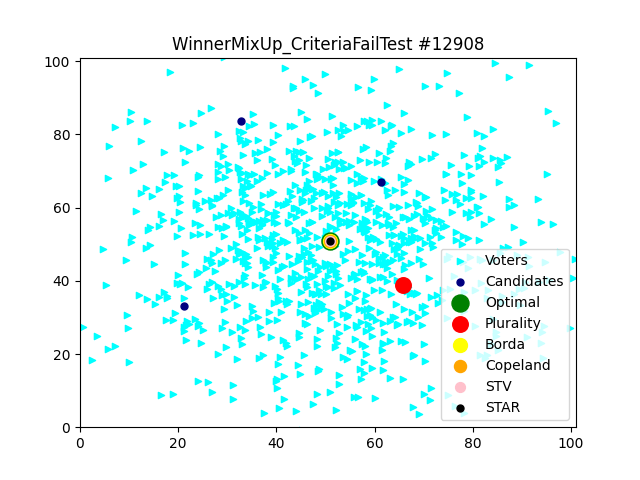 WinnerMixUp_CriteriaFailTest #12908
100
80
60
40
20
0
0 20 40 60 80 100
Voters
Candidates
Optimal
Plurality
Borda
Copeland
STV
STAR